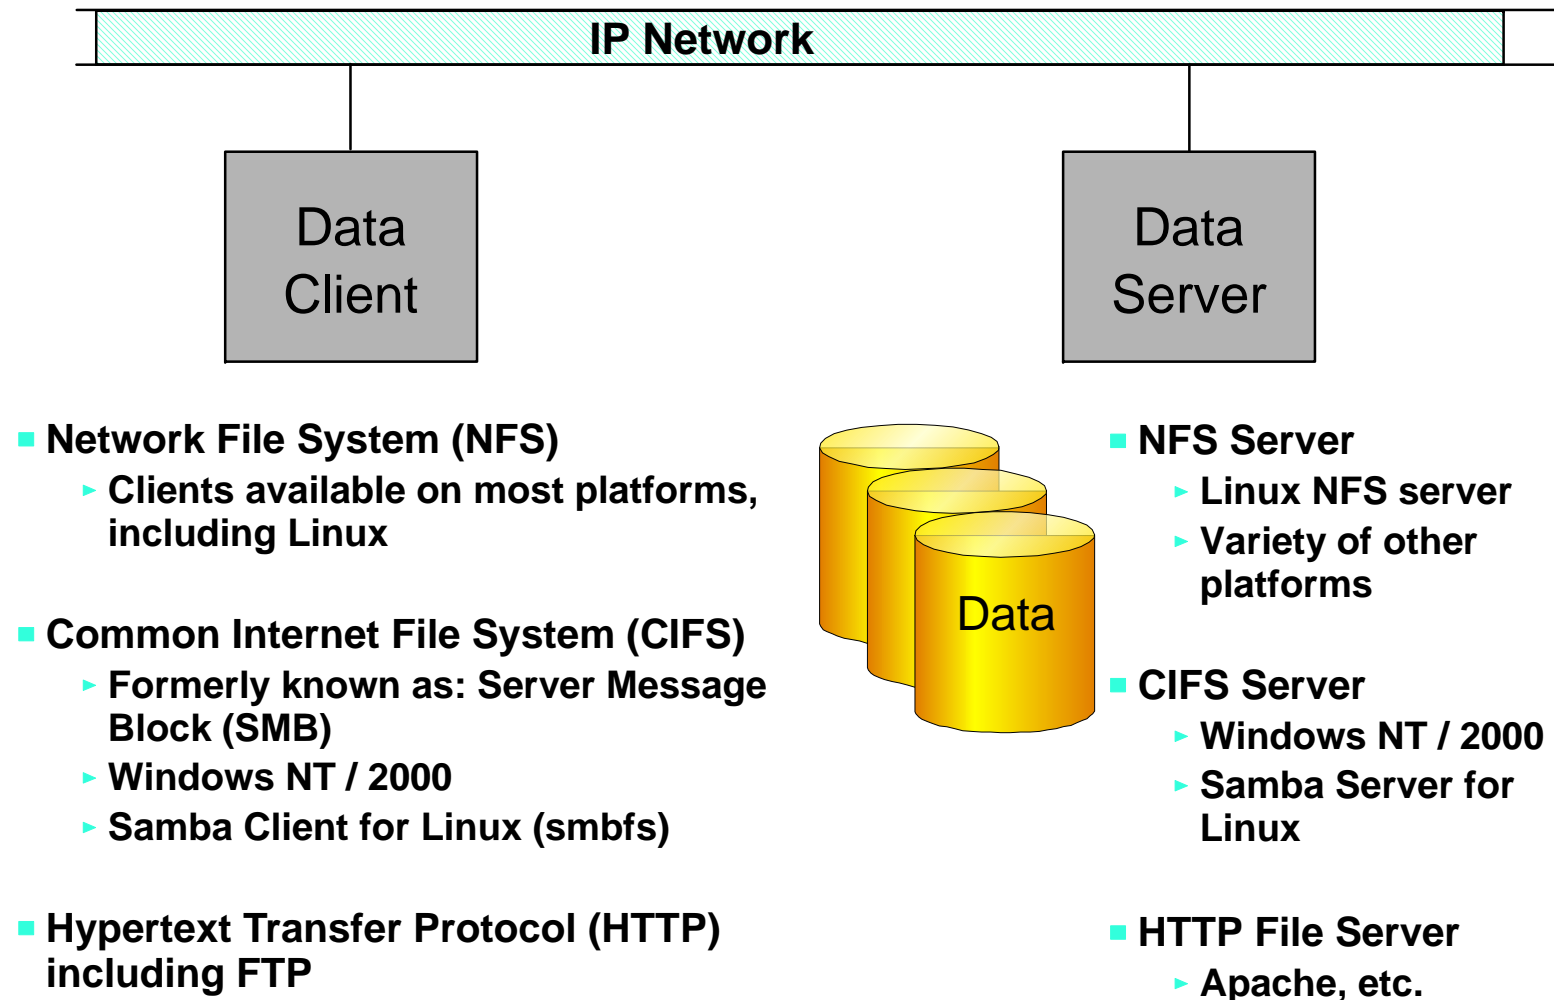 IP Network
Data
Client
Data
Server
Network File System (NFS)
Clients available on most platforms,
including Linux
Common Internet File System (CIFS)
Formerly known as: Server Message
Block (SMB)
Windows NT / 2000
Samba Client for Linux (smbfs)
Hypertext Transfer Protocol (HTTP)
including FTP
Data
NFS Server
Linux NFS server
Variety of other
platforms
CIFS Server
Windows NT / 2000
Samba Server for
Linux
HTTP File Server
Apache, etc.